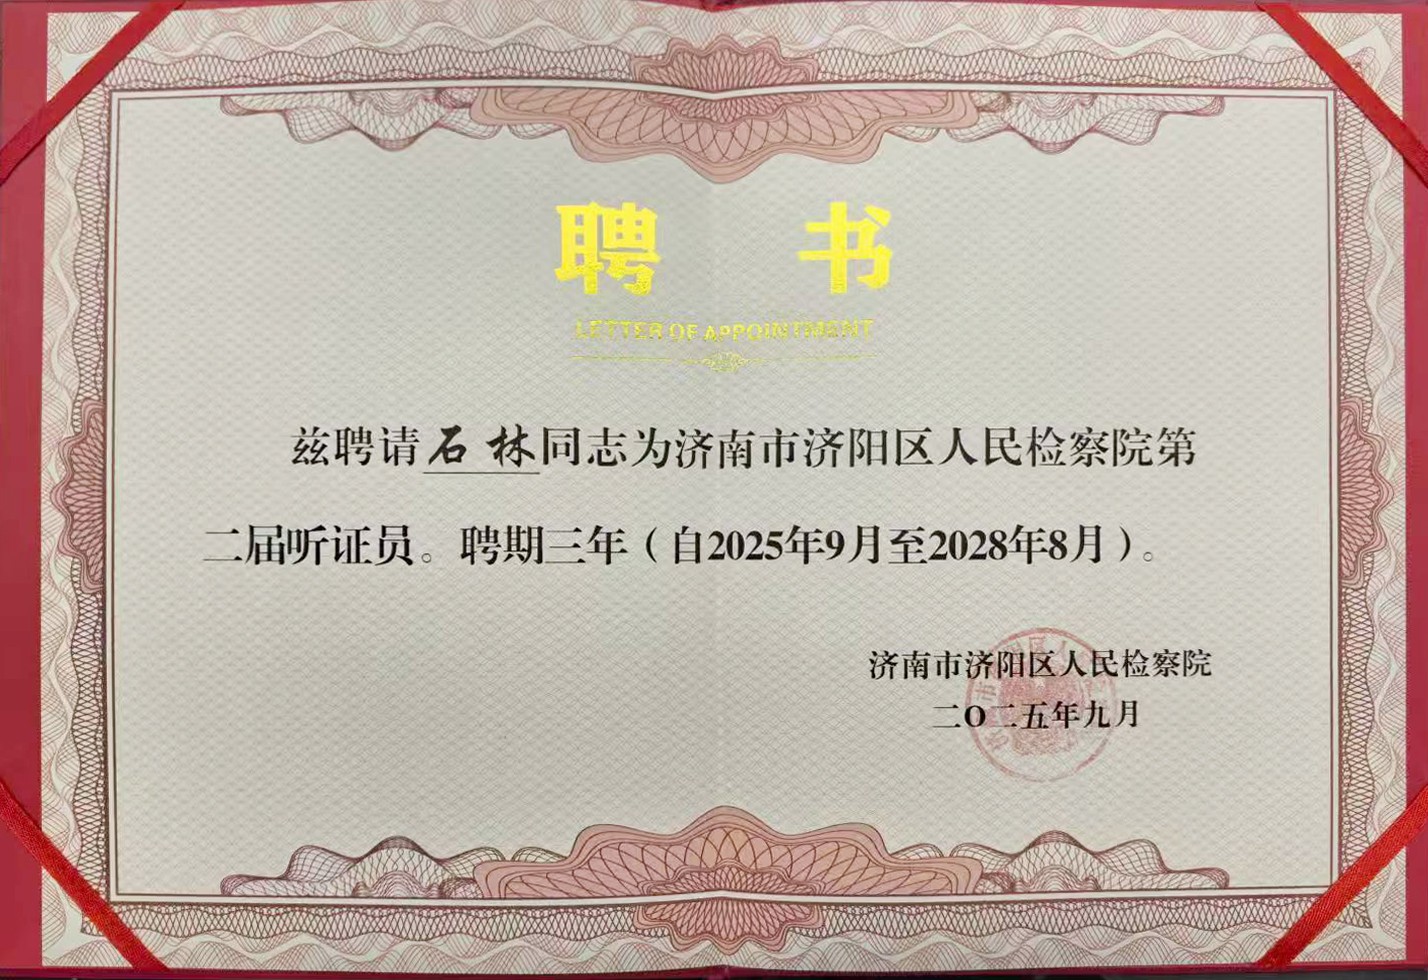 聘 书
LETTER OF APPOINTMENT
兹聘请石林同志为济南市济阳区人民检察院第
二届听证员。聘期三年（自2025年9月至2028年8月）。
济南市济阳区人民检察院
二〇二五年九月